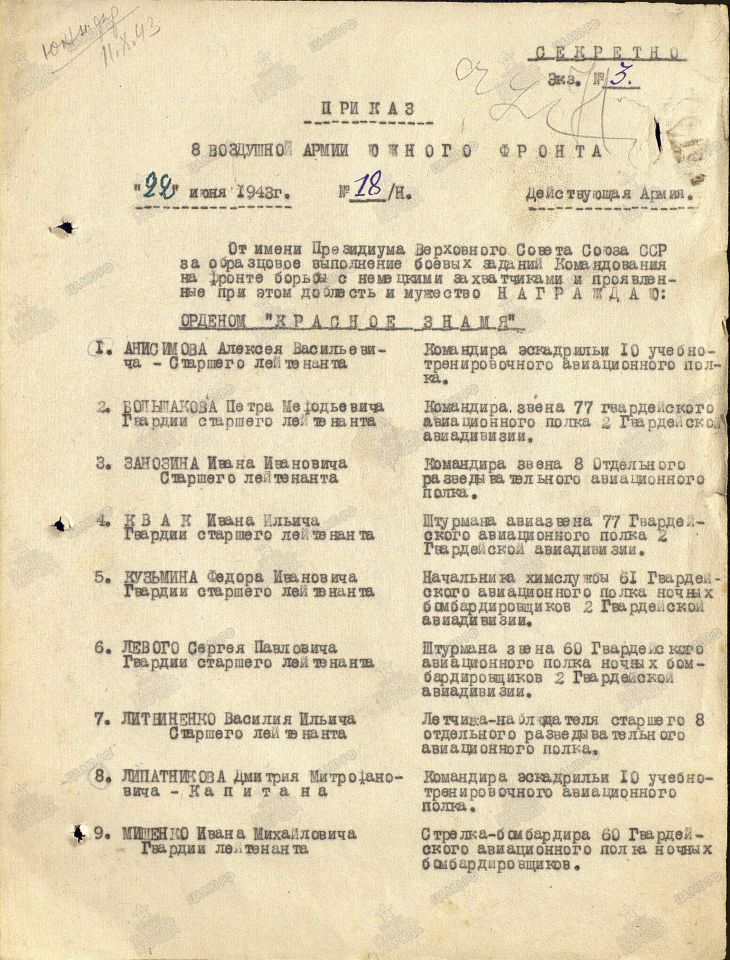 11.X.43
СЕКРЕТНО
Экз. № 3.
ПРИКАЗ
8 ВОЗДУШНОЙ АРМИИ ЮЖНОГО ФРОНТА
"22" июня 1943г. № 18/Н. Действующая Армия.
От имени Президиума Верховного Совета Союза ССР
за образцовое выполнение боевых заданий Командования
на фронте борьбы с немецкими захватчиками и проявлен-
ные при этом доблесть и мужество НАГРАЖДАЮ:
ОРДЕНОМ "КРАСНОЕ ЗНАМЯ"
1. АНИСИМОВА Алексея Васильеви-
ча - Старшего лейтенанта
Командира эскадрильи 10 учебно-
тренировочного авиационного пол-
ка.
2. БОЛЬШАКОВА Петра Мефодьевича
Гвардии старшего лейтенанта
Командира звена 77 гвардейского
авиационного полка 2 Гвардейской
авиадивизии.
3. ЗАНОЗИНА Ивана Ивановича
Старшего лейтенанта
Командира звена 8 Отдельного
разведывательного авиационного
полка.
4. КВАК Ивана Ильича
Гвардии старшего лейтенанта
Штурмана авиазвена 77 Гвардей-
ского авиационного полка 2
Гвардейской авиадивизии.
5. КУЗЬМИНА Федора Ивановича
Гвардии старшего лейтенанта
Начальника химслужбы 61 Гвардей-
ского авиационного полка ночных
бомбардировщиков 2 Гвардейской
авиадивизии.
6. ЛЕВОГО Сергея Павловича
Гвардии старшего лейтенанта
Штурмана звена 60 Гвардейского
авиационного полка ночных бом-
бардировщиков 2 Гвардейской
авиадивизии.
7. ЛИТВИНЕНКО Василия Ильича
Старшего лейтенанта
Летчика-наблюдателя старшего 8
отдельного разведывательного
авиационного полка.
8. ЛИПАТНИКОВА Дмитрия Митрофано-
вича - Капитана
Командира эскадрильи 10 учебно-
тренировочного авиационного
полка.
9. МИЩЕНКО Ивана Михайловича
Гвардии лейтенанта
Стрелка-бомбардира 60 Гвардей-
ского авиационного полка ночных
бомбардировщиков.